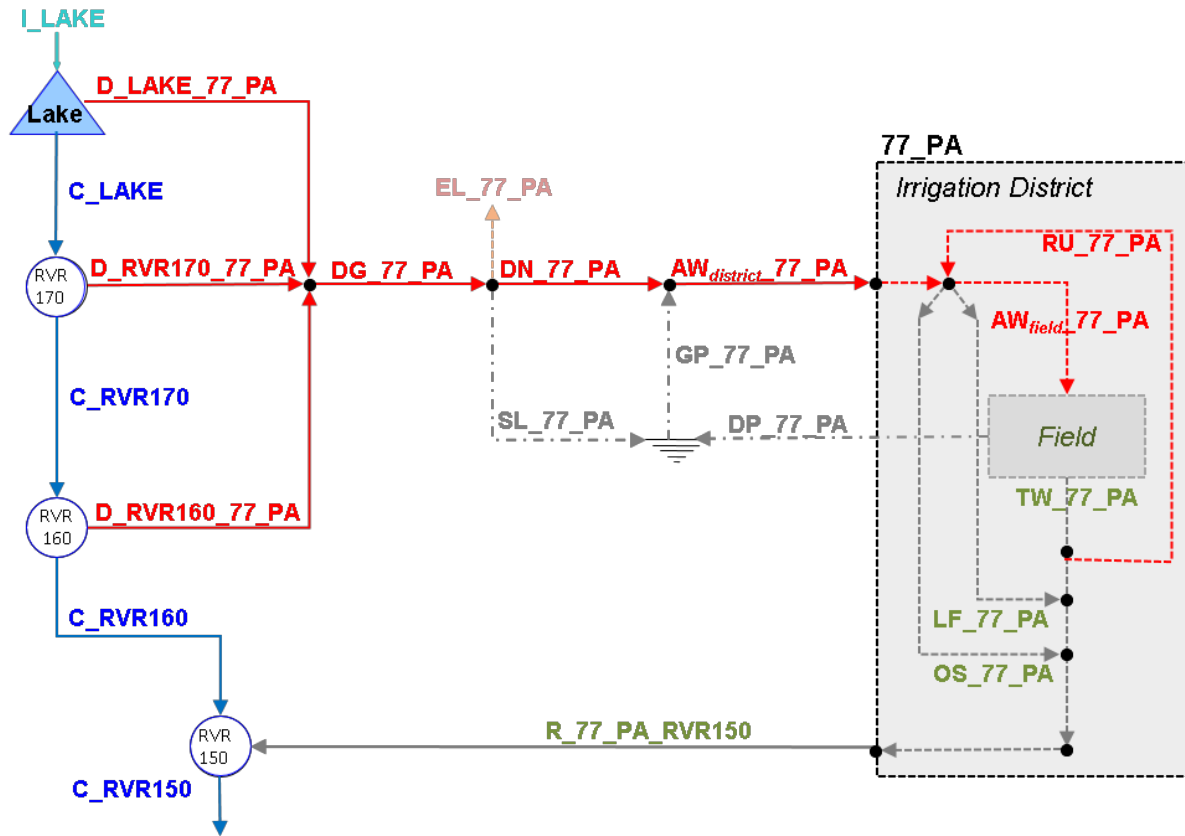 I_LAKE
D_LAKE_77_PA
Lake
77_PA
Irrigation District
EL_77_PA
C_LAKE
RU_77_PA
RVR
170
D_RVR170_77_PA
DG_77_PA
DN_77_PA
AWdistrict_77_PA
AWfield_77_PA
GP_77_PA
C_RVR170
SL_77_PA
DP_77_PA
Field
TW_77_PA
RVR
160
D_RVR160_77_PA
C_RVR160
LF_77_PA
OS_77_PA
R_77_PA_RVR150
RVR
150
C_RVR150